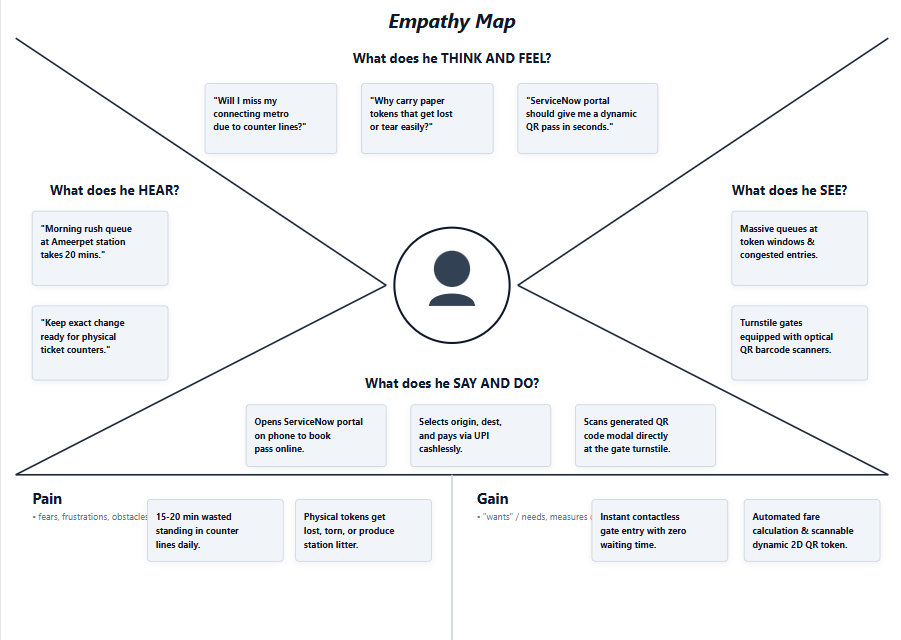 Empathy Map
What does he THINK AND FEEL?
"Will I miss my
connecting metro
due to counter lines?"
"Why carry paper
tokens that get lost
or tear easily?"
"ServiceNow portal
should give me a dynamic
QR pass in seconds."
What does he HEAR?
"Morning rush queue
at Ameerpet station
takes 20 mins."
"Keep exact change
ready for physical
ticket counters."
What does he SEE?
Massive queues at
token windows &
congested entries.
Turnstile gates
equipped with optical
QR barcode scanners.
What does he SAY AND DO?
Opens ServiceNow portal
on phone to book
pass online.
Selects origin, dest,
and pays via UPI
cashlessly.
Scans generated QR
code modal directly
at the gate turnstile.
Pain
• fears, frustrations, obstacles
15-20 min wasted
standing in counter
lines daily.
Physical tokens get
lost, torn, or produce
station litter.
Gain
• "wants" / needs, measures
Instant contactless
gate entry with zero
waiting time.
Automated fare
calculation & scannable
dynamic 2D QR token.